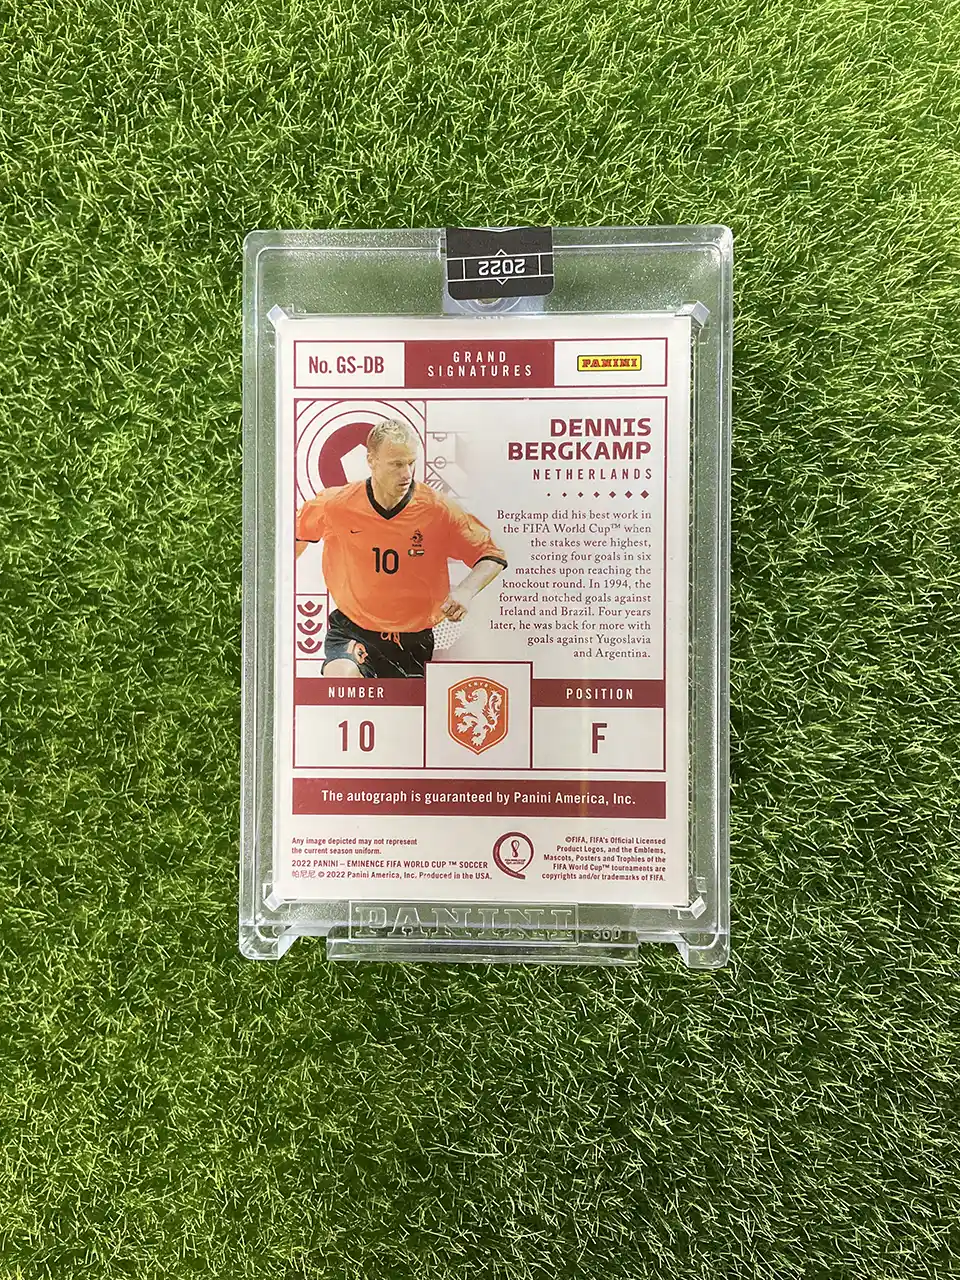 2022
No. GS-DB
GRAND
SIGNATURES
PANINI
DENNIS
BERGKAMP
NETHERLANDS
Bergkamp did his best work in
the FIFA World Cup™ when
the stakes were highest,
scoring four goals in six
matches upon reaching the
knockout round. In 1994, the
forward notched goals against
Ireland and Brazil. Four years
later, he was back for more with
goals against Yugoslavia
and Argentina.
10
NUMBER
10
POSITION
F
The autograph is guaranteed by Panini America, Inc.
Any image depicted may not represent
the current season uniform.
2022 PANINI – EMINENCE FIFA WORLD CUP ™ SOCCER
帕尼尼 © 2022 Panini America, Inc. Produced in the USA.
©FIFA, FIFA's Official Licensed
Product Logos, and the Emblems,
Mascots, Posters and Trophies of the
FIFA World Cup™ tournaments are
copyrights and/or trademarks of FIFA.
PANINI